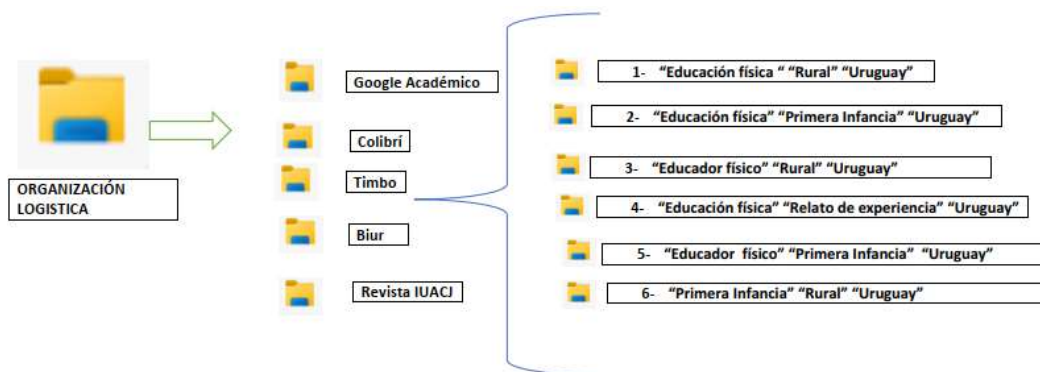 ORGANIZACIÓN
LOGISTICA
Google Académico
Colibrí
Timbo
Biur
Revista IUACJ
1- “Educación física “ “Rural” “Uruguay”
2- “Educación física” “Primera Infancia” “Uruguay”
3- “Educador físico” “Rural” “Uruguay”
4- “Educación física” “Relato de experiencia” “Uruguay”
5- “Educador físico” “Primera Infancia” “Uruguay”
6- “Primera Infancia” “Rural” “Uruguay”